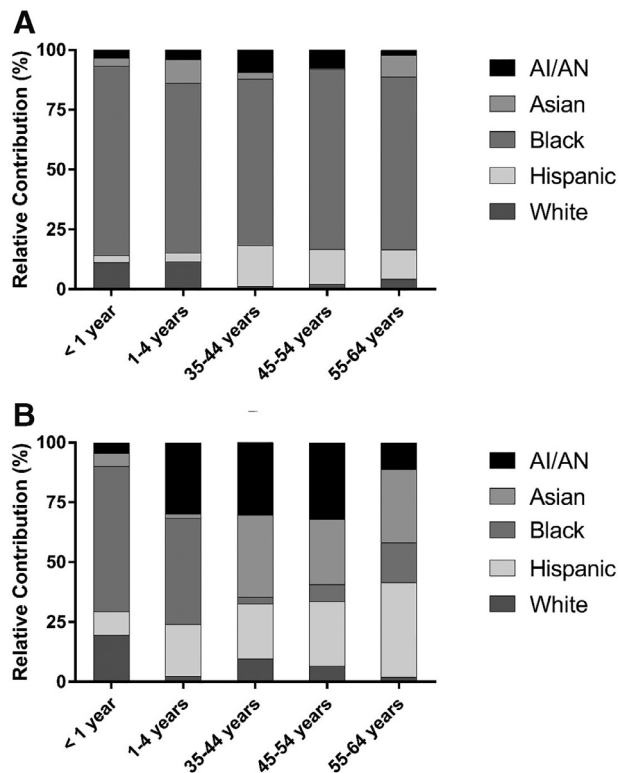 A
Relative Contribution (%)
100
75
50
25
0
< 1 year
1-4 years
35-44 years
45-54 years
55-64 years
AI/AN
Asian
Black
Hispanic
White
B
Relative Contribution (%)
100
75
50
25
0
< 1 year
1-4 years
35-44 years
45-54 years
55-64 years
AI/AN
Asian
Black
Hispanic
White